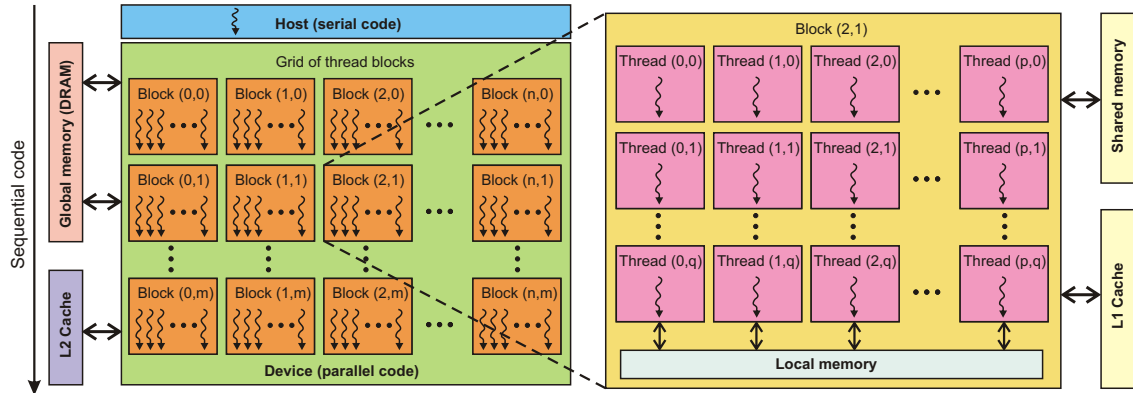 Sequential code
Global memory (DRAM)
L2 Cache
Host (serial code)
Grid of thread blocks
Block (0,0) Block (1,0) Block (2,0) Block (n,0)
Block (0,1) Block (1,1) Block (2,1) Block (n,1)
Block (0,m) Block (1,m) Block (2,m) Block (n,m)
Device (parallel code)
Block (2,1)
Thread (0,0) Thread (1,0) Thread (2,0) Thread (p,0)
Thread (0,1) Thread (1,1) Thread (2,1) Thread (p,1)
Thread (0,q) Thread (1,q) Thread (2,q) Thread (p,q)
Local memory
Shared memory
L1 Cache